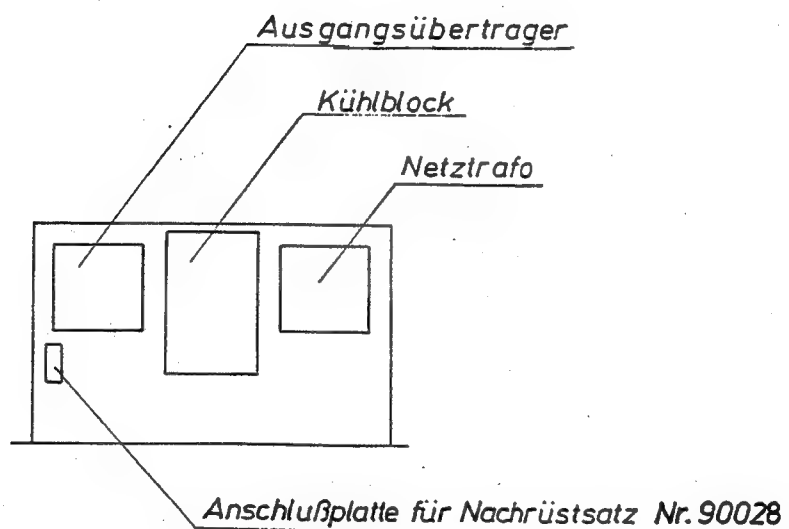 Ausgangsübertrager
Kühlblock
Netztrafo
Anschlußplatte für Nachrüstsatz Nr. 90028